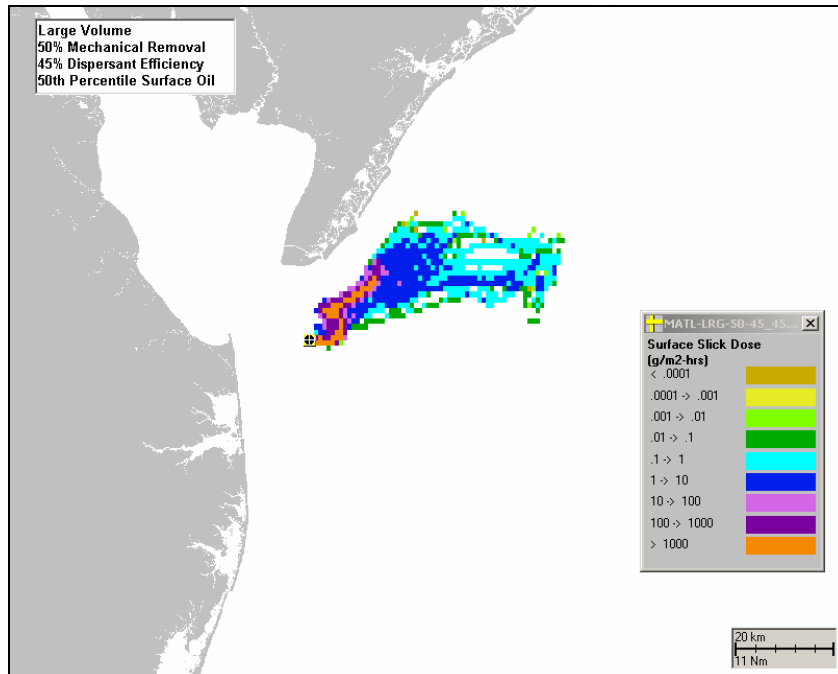 Large Volume
50% Mechanical Removal
45% Dispersant Efficiency
50th Percentile Surface Oil
MATL-LRG-50-45_45....
Surface Slick Dose
(g/m2-hrs)
< .0001
.0001 -> .001
.001 -> .01
.01 -> .1
.1 -> 1
1 -> 10
10 -> 100
100 -> 1000
> 1000
20 km
11 Nm